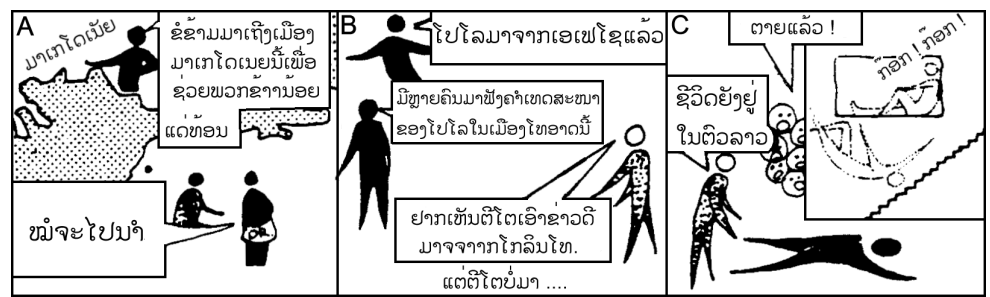 A
ມາເກໂດເນັຍ
ຂໍຂ້າມມາເຖີງເມືອງ
ມາເກໂດເນຍນີ້ເພື່ອ
ຊ່ວຍພວກຂ້ານ້ອຍ
ແດ່ທ້ອນ
ໝໍຈະໄປນຳ
B
ໂປໂລມາຈາກເອເຟໂຊແລ້ວ
ມີຫຼາຍຄົນມາຟັງຄຳເທດສະໜາ
ຂອງໂປໂລໃນເມືອງໂທອາດນີ້
ຢາກເຫັນຕີໂຕເອົາຂ່າວດີ
ມາຈາາກໂກລິນໂທ.
ແຕ່ຕີໂຕບໍ່ມາ ....
C
ຕາຍແລ້ວ !
ກ໊ອກ ! ກ໊ອກ !
ຊີວິດຍັງຢູ່
ໃນຕົວລາວ